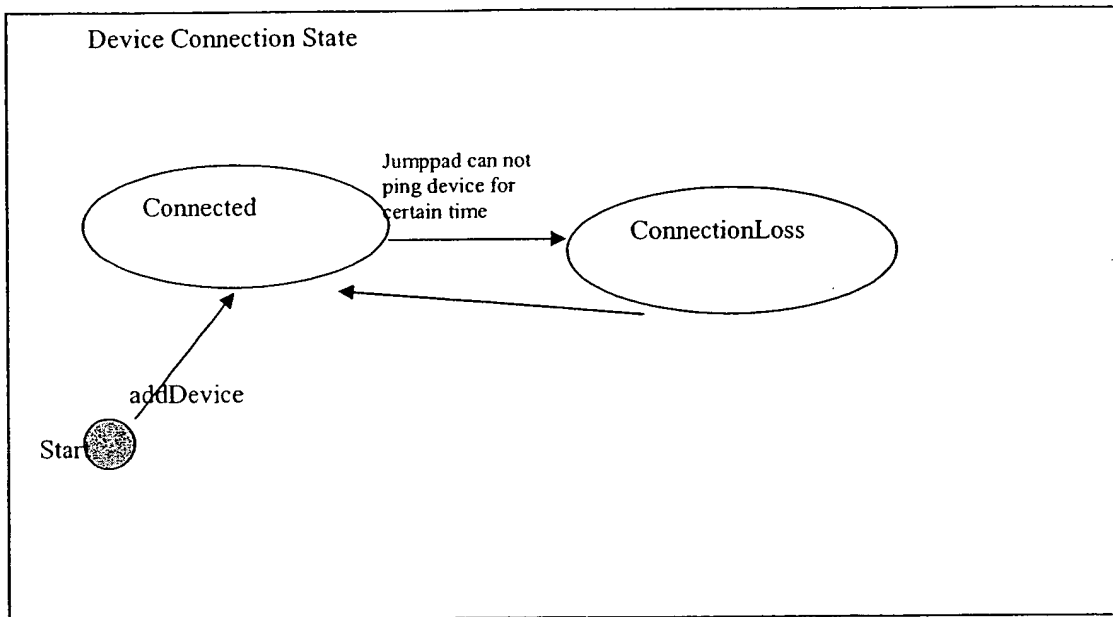 Device Connection State
Jumppad can not
ping device for
certain time
Connected
ConnectionLoss
addDevice
Start